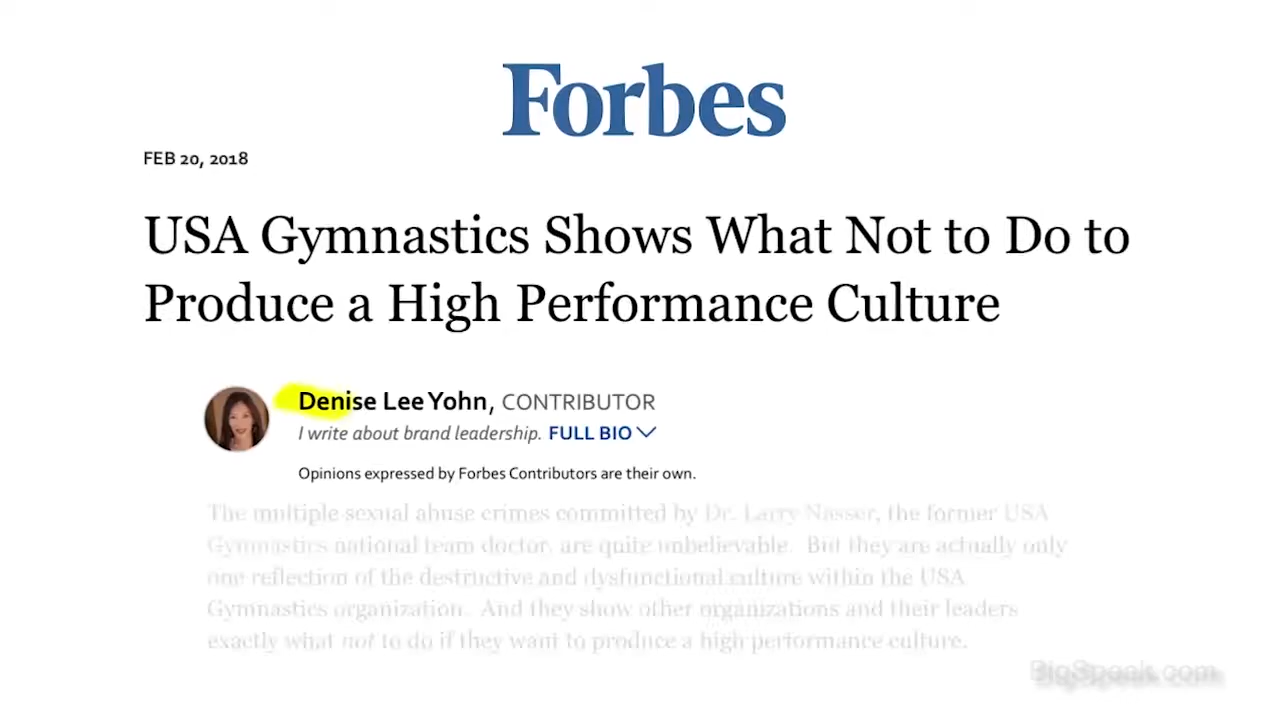 Forbes
FEB 20, 2018
USA Gymnastics Shows What Not to Do to
Produce a High Performance Culture
Denise Lee Yohn, CONTRIBUTOR
I write about brand leadership. FULL BIO
Opinions expressed by Forbes Contributors are their own.
The multiple sexual abuse crimes committed by Dr. Larry Nasser, the former USA
Gymnastics national team doctor, are quite unbelievable. But they are actually only
one reflection of the destructive and dysfunctional culture within the USA
Gymnastics organization. And they show other organizations and their leaders
exactly what not to do if they want to produce a high performance culture.
BigSpeak.com